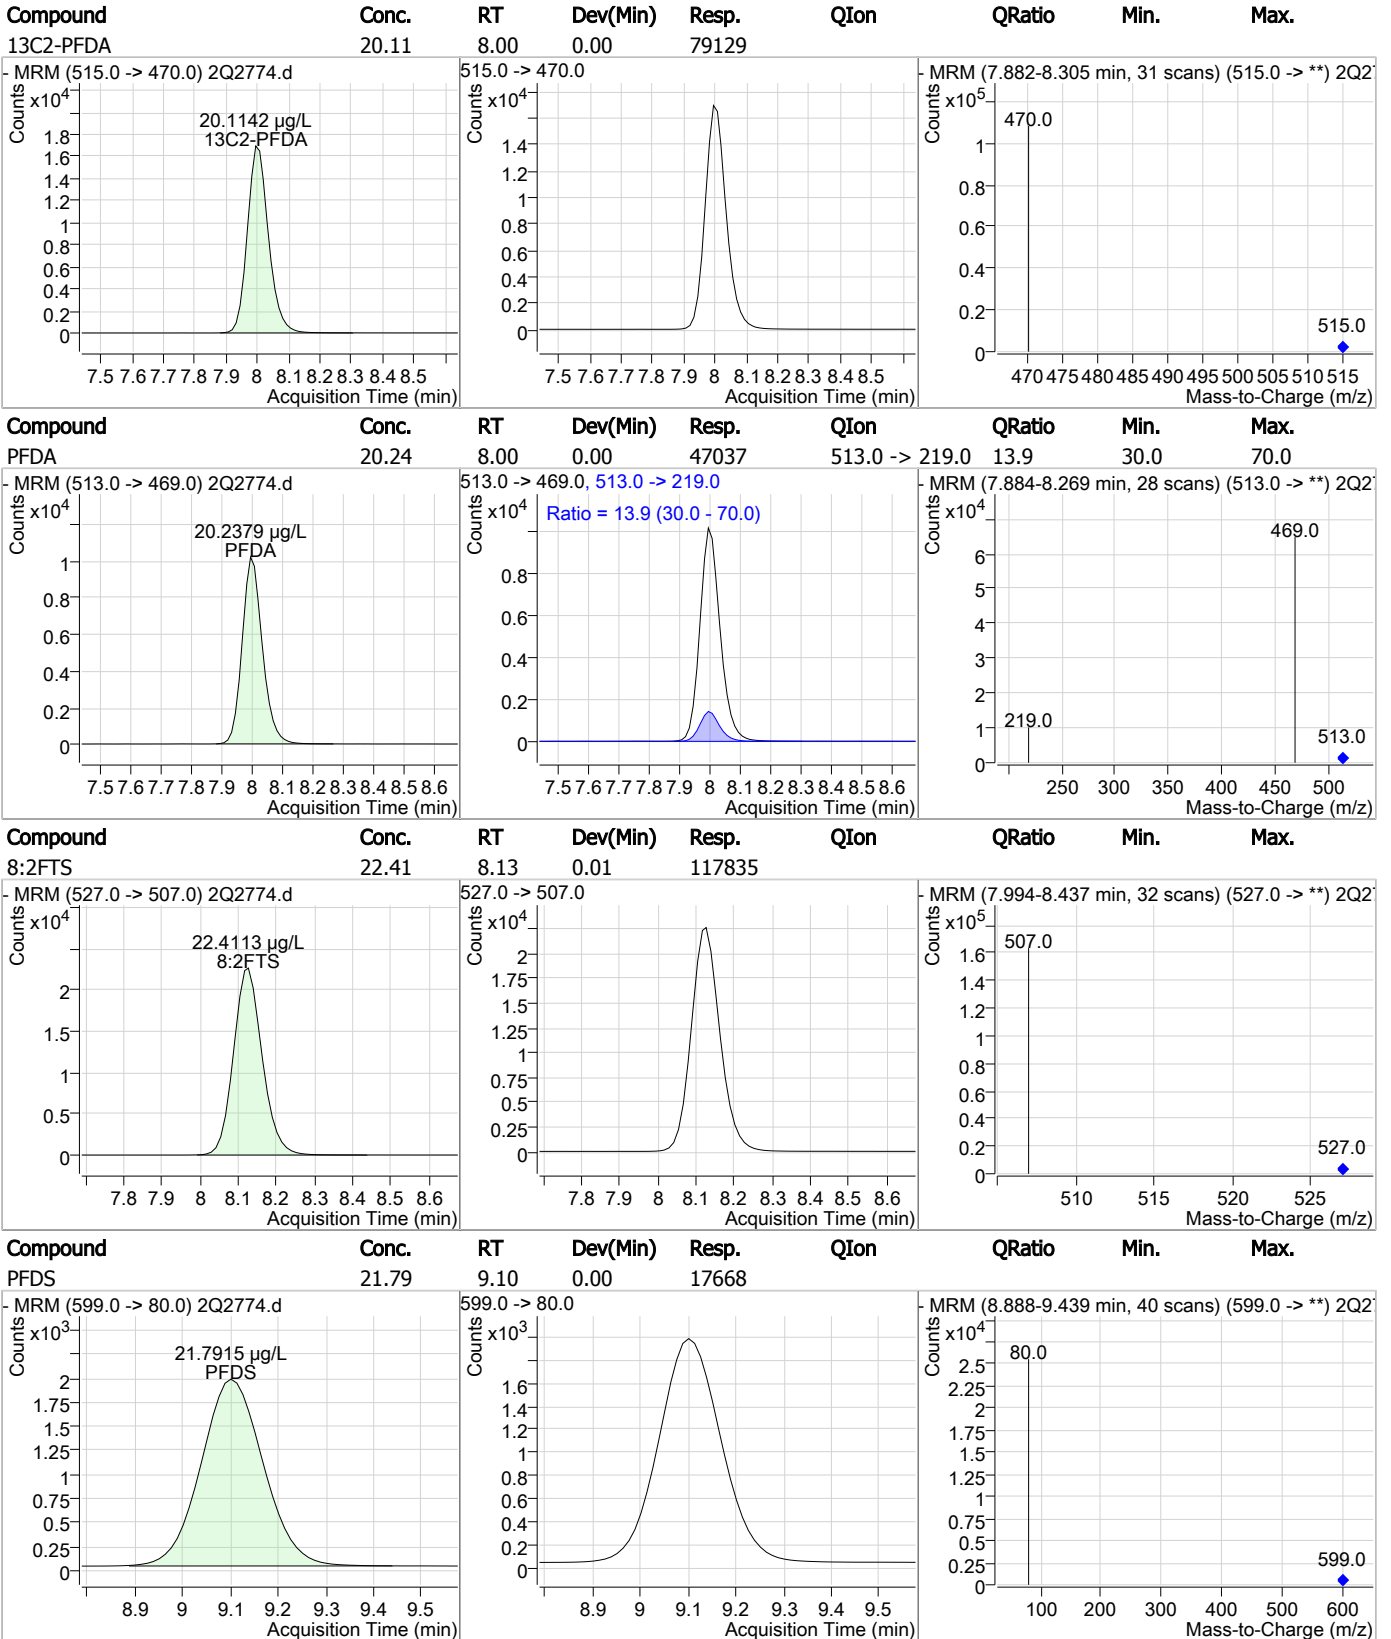 Compound Conc. RT Dev(Min) Resp. QIon QRatio Min. Max.
13C2-PFDA 20.11 8.00 0.00 79129
- MRM (515.0 -> 470.0) 2Q2774.d
Counts
x10⁴
20.1142 µg/L
13C2-PFDA
1.8
1.6
1.4
1.2
1
0.8
0.6
0.4
0.2
0
7.5 7.6 7.7 7.8 7.9 8 8.1 8.2 8.3 8.4 8.5
Acquisition Time (min)
515.0 -> 470.0
Counts
x10⁴
1.4
1.2
1
0.8
0.6
0.4
0.2
0
7.5 7.6 7.7 7.8 7.9 8 8.1 8.2 8.3 8.4 8.5
Acquisition Time (min)
- MRM (7.882-8.305 min, 31 scans) (515.0 -> **) 2Q2
Counts
x10⁵
470.0
1
0.8
0.6
0.4
0.2
0
515.0
470 475 480 485 490 495 500 505 510 515
Mass-to-Charge (m/z)
Compound Conc. RT Dev(Min) Resp. QIon QRatio Min. Max.
PFDA 20.24 8.00 0.00 47037 513.0 -> 219.0 13.9 30.0 70.0
- MRM (513.0 -> 469.0) 2Q2774.d
Counts
x10⁴
20.2379 µg/L
PFDA
1
0.8
0.6
0.4
0.2
0
7.5 7.6 7.7 7.8 7.9 8 8.1 8.2 8.3 8.4 8.5 8.6
Acquisition Time (min)
513.0 -> 469.0, 513.0 -> 219.0
Counts
x10⁴
Ratio = 13.9 (30.0 - 70.0)
0.8
0.6
0.4
0.2
0
7.5 7.6 7.7 7.8 7.9 8 8.1 8.2 8.3 8.4 8.5 8.6
Acquisition Time (min)
- MRM (7.884-8.269 min, 28 scans) (513.0 -> **) 2Q2
Counts
x10⁴
469.0
6
5
4
3
2
1
0
219.0
513.0
250 300 350 400 450 500
Mass-to-Charge (m/z)
Compound Conc. RT Dev(Min) Resp. QIon QRatio Min. Max.
8:2FTS 22.41 8.13 0.01 117835
- MRM (527.0 -> 507.0) 2Q2774.d
Counts
x10⁴
22.4113 µg/L
8:2FTS
2
1.5
1
0.5
0
7.8 7.9 8 8.1 8.2 8.3 8.4 8.5 8.6
Acquisition Time (min)
527.0 -> 507.0
Counts
x10⁴
2
1.75
1.5
1.25
1
0.75
0.5
0.25
0
7.8 7.9 8 8.1 8.2 8.3 8.4 8.5 8.6
Acquisition Time (min)
- MRM (7.994-8.437 min, 32 scans) (527.0 -> **) 2Q2
Counts
x10⁵
507.0
1.6
1.4
1.2
1
0.8
0.6
0.4
0.2
0
527.0
510 515 520 525
Mass-to-Charge (m/z)
Compound Conc. RT Dev(Min) Resp. QIon QRatio Min. Max.
PFDS 21.79 9.10 0.00 17668
- MRM (599.0 -> 80.0) 2Q2774.d
Counts
x10³
21.7915 µg/L
PFDS
2
1.75
1.5
1.25
1
0.75
0.5
0.25
0
8.9 9 9.1 9.2 9.3 9.4 9.5
Acquisition Time (min)
599.0 -> 80.0
Counts
x10³
1.6
1.4
1.2
1
0.8
0.6
0.4
0.2
0
8.9 9 9.1 9.2 9.3 9.4 9.5
Acquisition Time (min)
- MRM (8.888-9.439 min, 40 scans) (599.0 -> **) 2Q2
Counts
x10⁴
80.0
2.5
2.25
2
1.75
1.5
1.25
1
0.75
0.5
0.25
0
599.0
100 200 300 400 500 600
Mass-to-Charge (m/z)